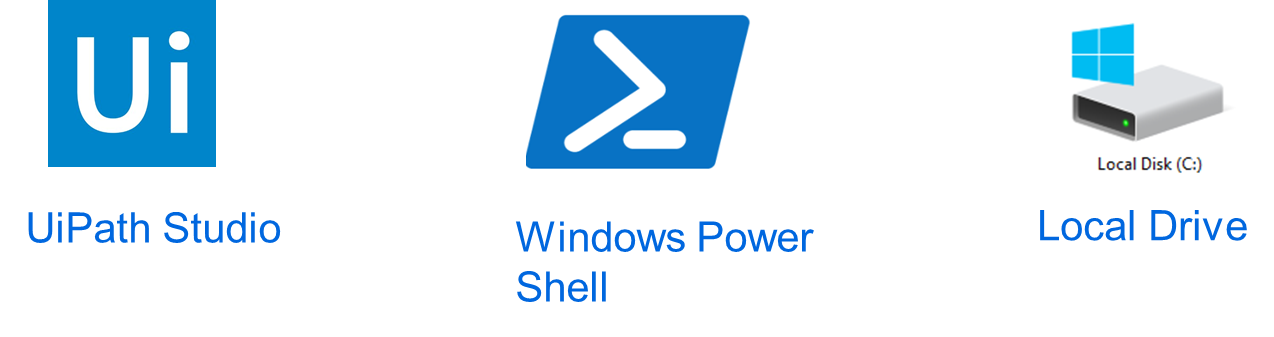 Ui
Local Disk (C:)
UiPath Studio
Windows Power
Shell
Local Drive